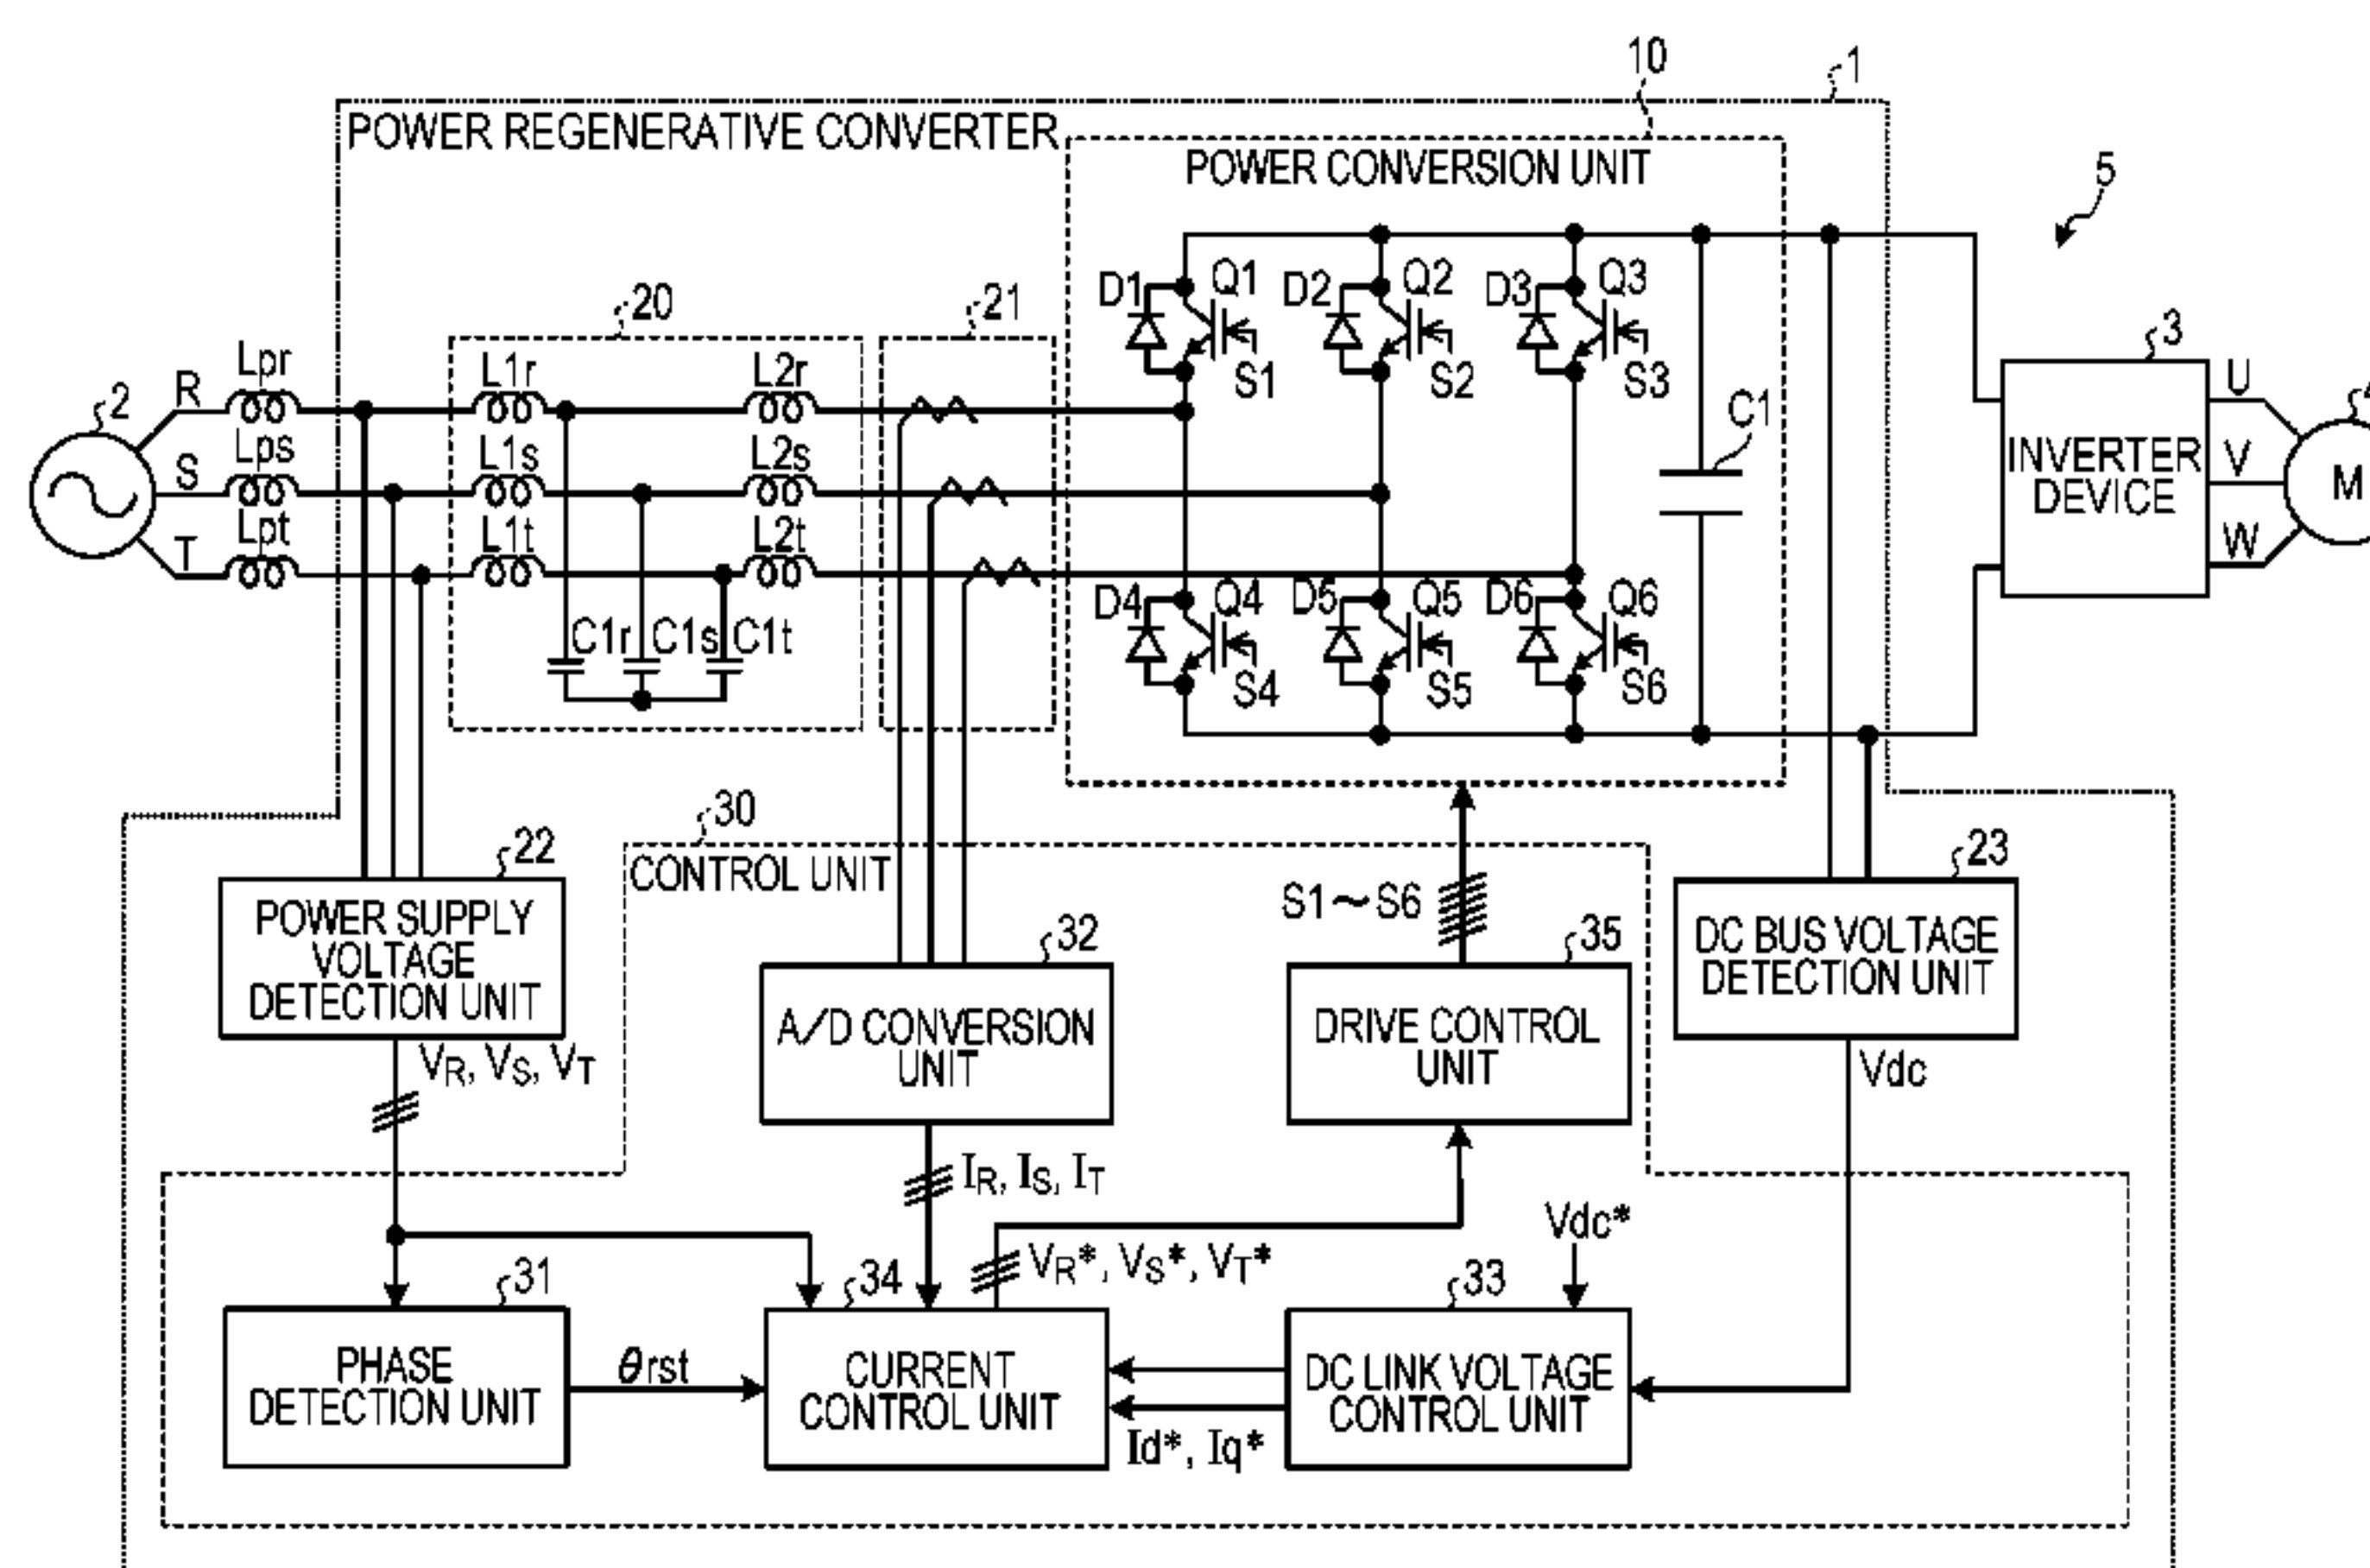 10
1
POWER REGENERATIVE CONVERTER
POWER CONVERSION UNIT
5
20
21
D1
Q1
D2
Q2
D3
Q3
S1
S2
S3
2
R
Lpr
L1r
L2r
S
Lps
L1s
L2s
T
Lpt
L1t
L2t
C1
3
INVERTER
DEVICE
U
V
W
M
C1r
C1s
C1t
D4
Q4
D5
Q5
D6
Q6
S4
S5
S6
30
CONTROL UNIT
22
POWER SUPPLY
VOLTAGE
DETECTION UNIT
VR, VS, VT
32
A/D CONVERSION
UNIT
IR, IS, IT
S1~S6
35
DRIVE CONTROL
UNIT
23
DC BUS VOLTAGE
DETECTION UNIT
Vdc
VR*, VS*, VT*
Vdc*
31
PHASE
DETECTION UNIT
θrst
34
CURRENT
CONTROL UNIT
33
DC LINK VOLTAGE
CONTROL UNIT
Id*, Iq*